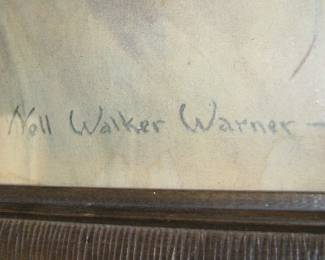 Nell Walker Warner –